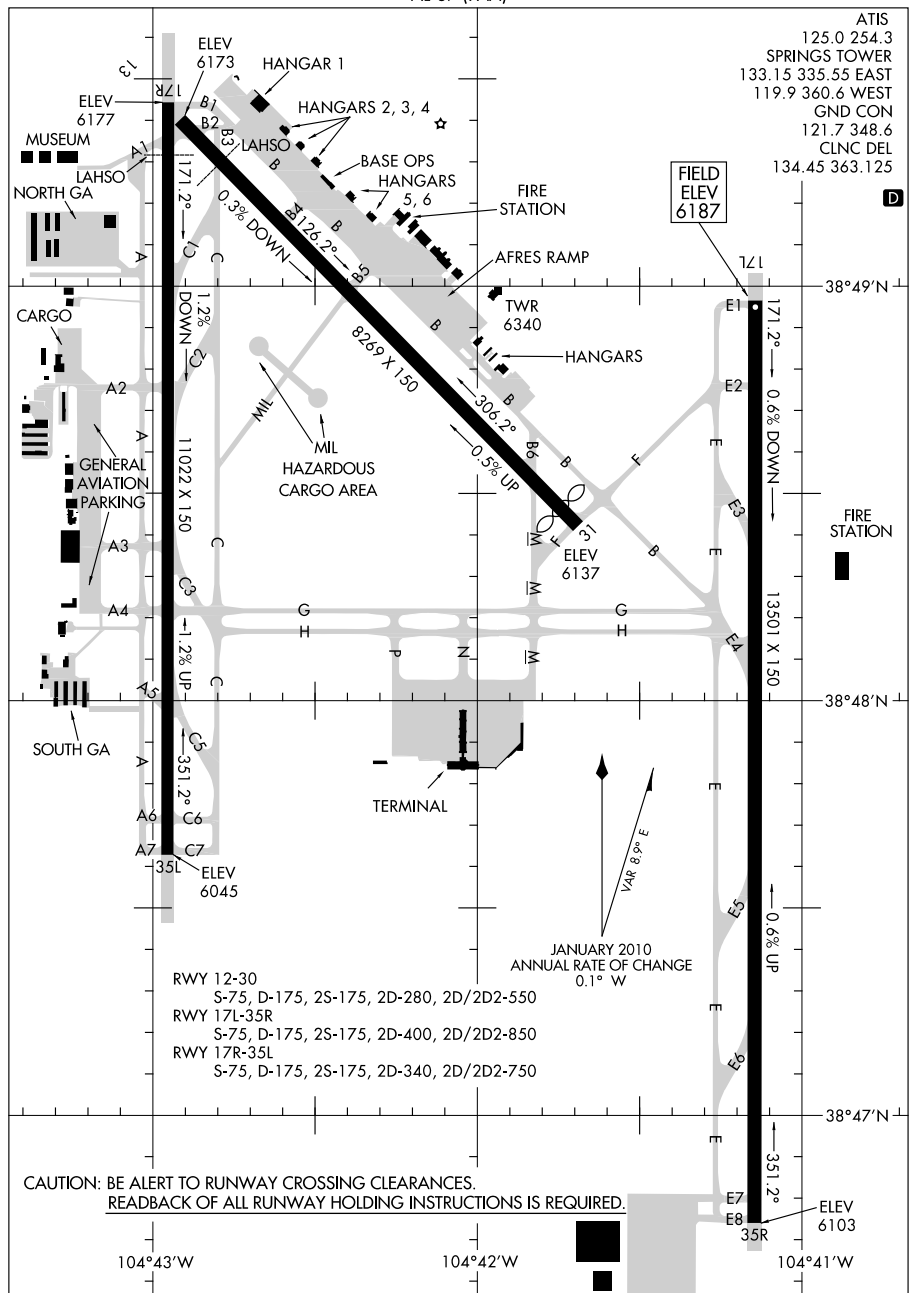 ATIS
125.0 254.3
SPRINGS TOWER
133.15 335.55 EAST
119.9 360.6 WEST
GND CON
121.7 348.6
CLNC DEL
134.45 363.125
D
FIELD
ELEV
6187
13
17R
ELEV
6173
ELEV
6177
HANGAR 1
HANGARS 2, 3, 4
BASE OPS
HANGARS
5, 6
FIRE
STATION
AFRES RAMP
TWR
6340
HANGARS
MUSEUM
A1
LAHSO
LAHSO
NORTH GA
B1
B2
B3
B
B4
B
B5
B
B
B6
B
B
171.2°
0.3% DOWN
126.2°
8269 X 150
306.2°
0.5% UP
31
ELEV
6137
A
C1
C
1.2%
DOWN
C2
CARGO
A2
A
MIL
MIL
HAZARDOUS
CARGO AREA
GENERAL
AVIATION
PARKING
11022 X 150
A3
C
C3
A4
G
H
G
H
1.2% UP
F
F
M
M
M
P
N
A5
C
C5
SOUTH GA
A
351.2°
A6
C6
A7
C7
35L
ELEV
6045
TERMINAL
17L
38°49'N
E1
171.2°
E2
E
0.6% DOWN
E3
E
FIRE
STATION
13501 X 150
E4
38°48'N
E
E5
0.6% UP
E
E6
38°47'N
E
351.2°
E7
E8
35R
ELEV
6103
VAR 8.9° E
JANUARY 2010
ANNUAL RATE OF CHANGE
0.1° W
RWY 12-30
S-75, D-175, 2S-175, 2D-280, 2D/2D2-550
RWY 17L-35R
S-75, D-175, 2S-175, 2D-400, 2D/2D2-850
RWY 17R-35L
S-75, D-175, 2S-175, 2D-340, 2D/2D2-750
CAUTION: BE ALERT TO RUNWAY CROSSING CLEARANCES.
READBACK OF ALL RUNWAY HOLDING INSTRUCTIONS IS REQUIRED.
104°43'W
104°42'W
104°41'W